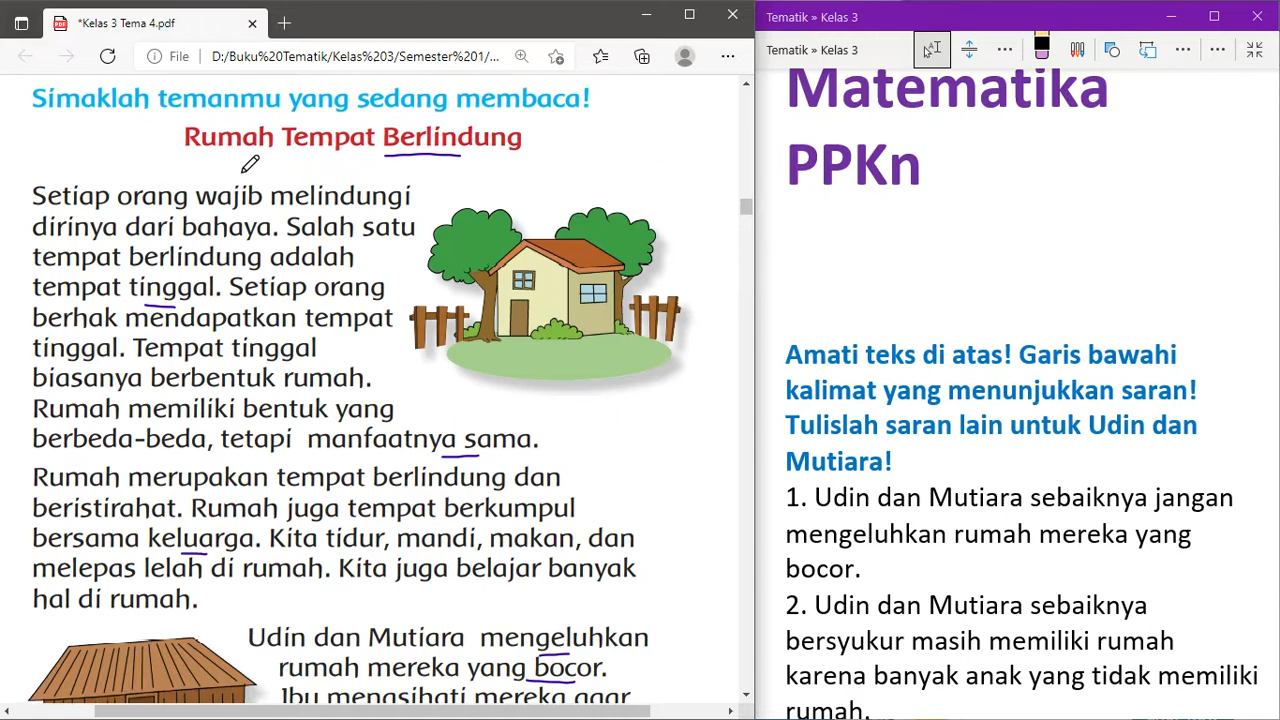 *Kelas 3 Tema 4.pdf
File D:/Buku%20Tematik/Kelas%203/Semester%201/...
Simaklah temanmu yang sedang membaca!
Rumah Tempat Berlindung
Setiap orang wajib melindungi
dirinya dari bahaya. Salah satu
tempat berlindung adalah
tempat tinggal. Setiap orang
berhak mendapatkan tempat
tinggal. Tempat tinggal
biasanya berbentuk rumah.
Rumah memiliki bentuk yang
berbeda-beda, tetapi manfaatnya sama.
Rumah merupakan tempat berlindung dan
beristirahat. Rumah juga tempat berkumpul
bersama keluarga. Kita tidur, mandi, makan, dan
melepas lelah di rumah. Kita juga belajar banyak
hal di rumah.
Udin dan Mutiara mengeluhkan
rumah mereka yang bocor.
Ibu menasihati mereka agar
Tematik » Kelas 3
Tematik » Kelas 3
Matematika
PPKn
Amati teks di atas! Garis bawahi
kalimat yang menunjukkan saran!
Tulislah saran lain untuk Udin dan
Mutiara!
1. Udin dan Mutiara sebaiknya jangan
mengeluhkan rumah mereka yang
bocor.
2. Udin dan Mutiara sebaiknya
bersyukur masih memiliki rumah
karena banyak anak yang tidak memiliki
rumah.